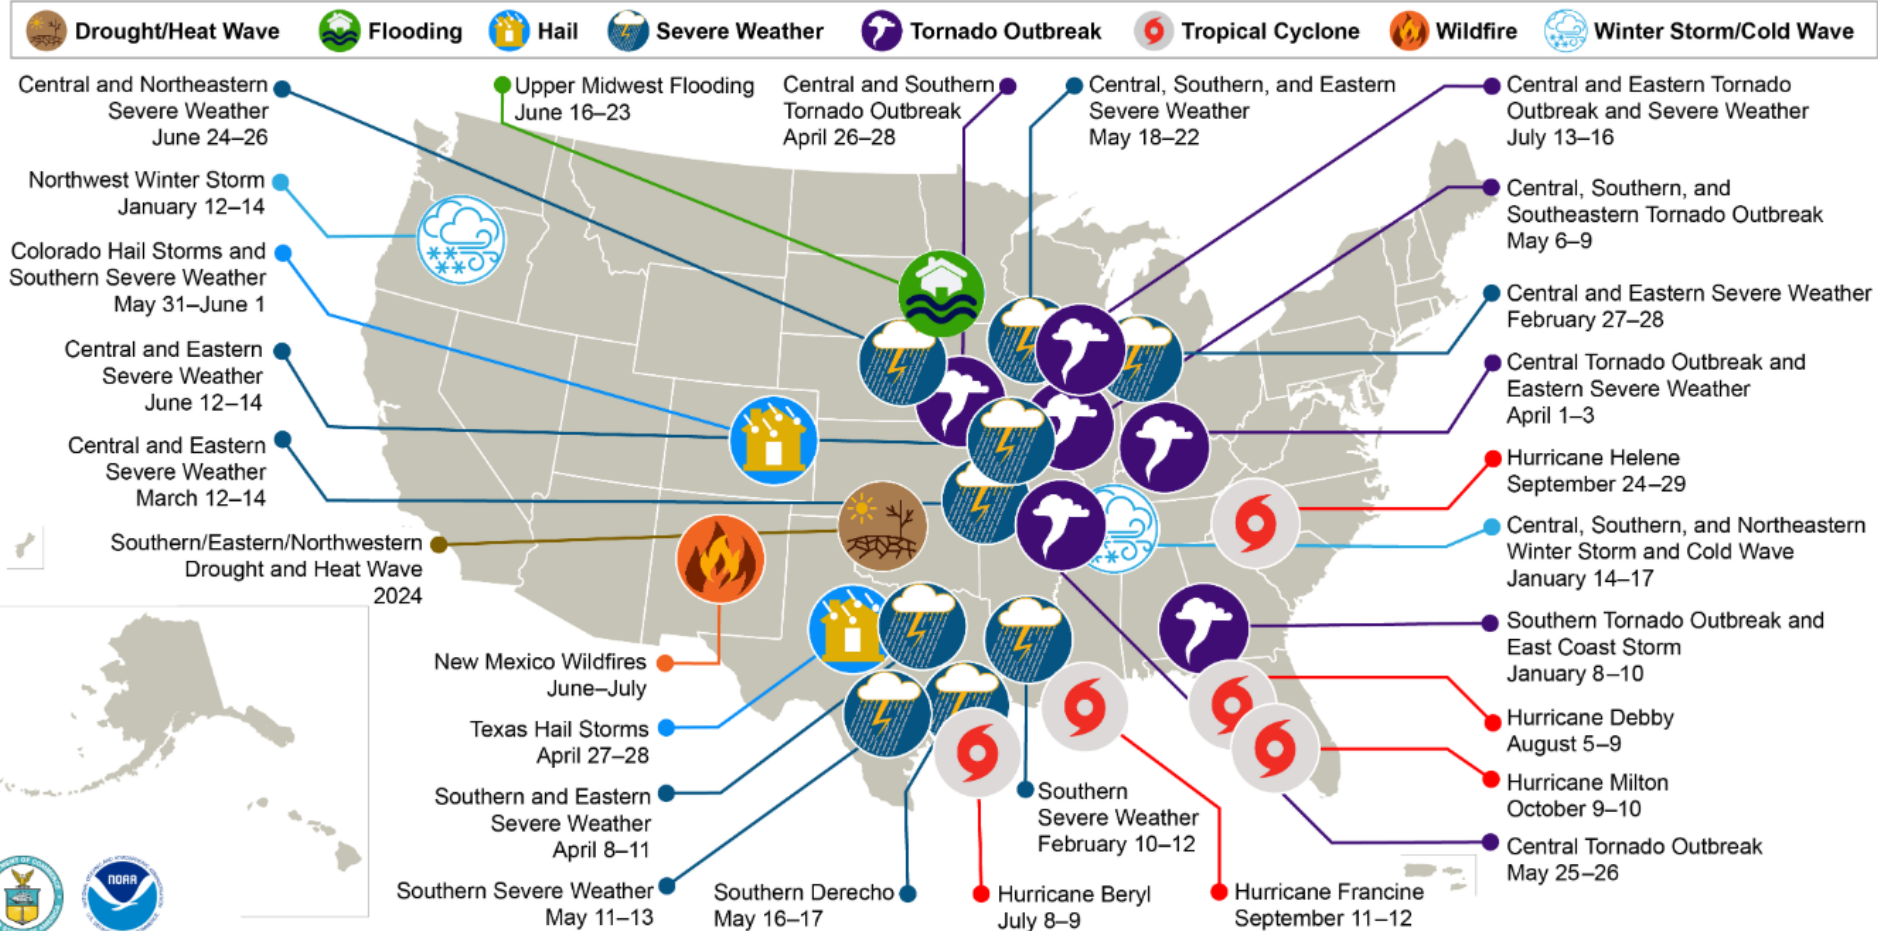 Drought/Heat Wave
Flooding
Hail
Severe Weather
Tornado Outbreak
Tropical Cyclone
Wildfire
Winter Storm/Cold Wave
Central and Northeastern
Severe Weather
June 24–26
Upper Midwest Flooding
June 16–23
Central and Southern
Tornado Outbreak
April 26–28
Central, Southern, and Eastern
Severe Weather
May 18–22
Central and Eastern Tornado
Outbreak and Severe Weather
July 13–16
Northwest Winter Storm
January 12–14
Central, Southern, and
Southeastern Tornado Outbreak
May 6–9
Colorado Hail Storms and
Southern Severe Weather
May 31–June 1
Central and Eastern Severe Weather
February 27–28
Central and Eastern
Severe Weather
June 12–14
Central Tornado Outbreak and
Eastern Severe Weather
April 1–3
Central and Eastern
Severe Weather
March 12–14
Hurricane Helene
September 24–29
Southern/Eastern/Northwestern
Drought and Heat Wave
2024
Central, Southern, and Northeastern
Winter Storm and Cold Wave
January 14–17
New Mexico Wildfires
June–July
Southern Tornado Outbreak and
East Coast Storm
January 8–10
Texas Hail Storms
April 27–28
Hurricane Debby
August 5–9
Southern and Eastern
Severe Weather
April 8–11
Southern
Severe Weather
February 10–12
Hurricane Milton
October 9–10
Central Tornado Outbreak
May 25–26
Southern Severe Weather
May 11–13
Southern Derecho
May 16–17
Hurricane Beryl
July 8–9
Hurricane Francine
September 11–12
NOAA